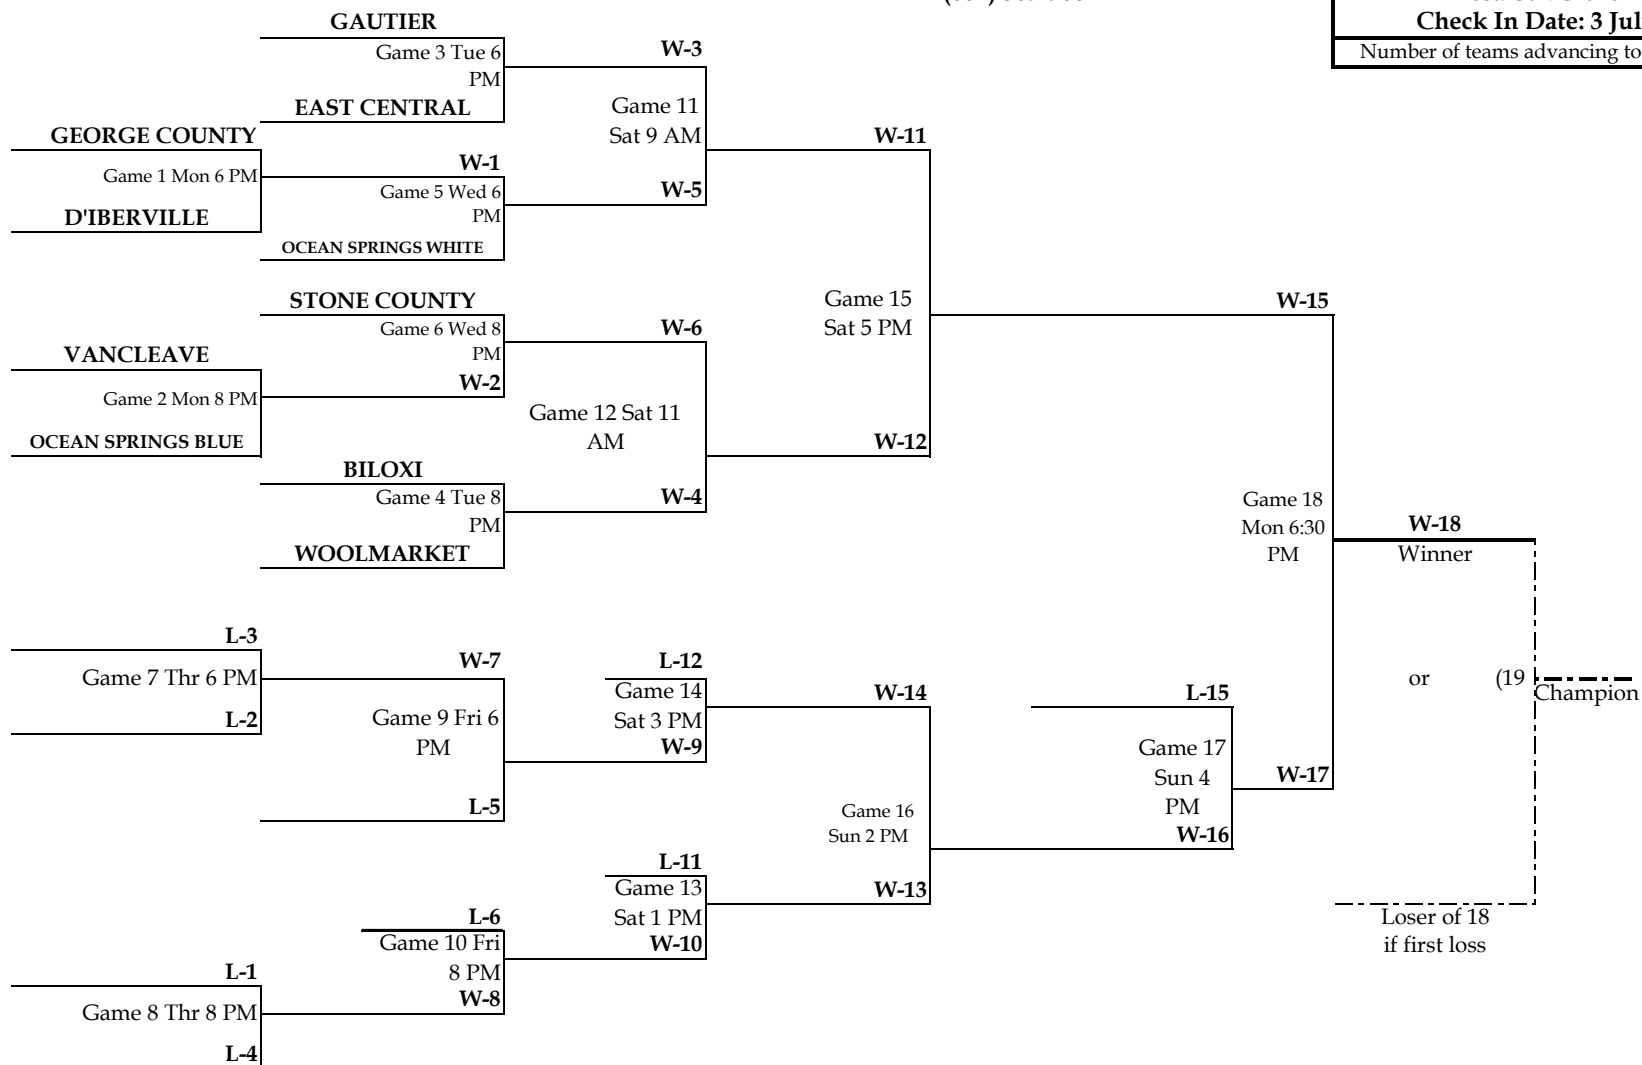 Check In Date: 3 Jul
Number of teams advancing to
GAUTIER
Game 3 Tue 6
PM
EAST CENTRAL
W-3
GEORGE COUNTY
Game 1 Mon 6 PM
D'IBERVILLE
W-1
Game 5 Wed 6
PM
OCEAN SPRINGS WHITE
Game 11
Sat 9 AM
W-5
W-11
STONE COUNTY
Game 6 Wed 8
PM
W-2
VANCLEAVE
Game 2 Mon 8 PM
OCEAN SPRINGS BLUE
W-6
Game 12 Sat 11
AM
W-4
BILOXI
Game 4 Tue 8
PM
WOOLMARKET
Game 15
Sat 5 PM
W-12
W-15
Game 18
Mon 6:30
PM
W-18
Winner
or
(19
Champion
L-3
Game 7 Thr 6 PM
L-2
W-7
Game 9 Fri 6
PM
L-5
L-12
Game 14
Sat 3 PM
W-9
W-14
Game 16
Sun 2 PM
W-13
L-15
Game 17
Sun 4
PM
W-16
W-17
L-11
Game 13
Sat 1 PM
W-10
L-6
Game 10 Fri
8 PM
W-8
L-1
Game 8 Thr 8 PM
L-4
Loser of 18
if first loss